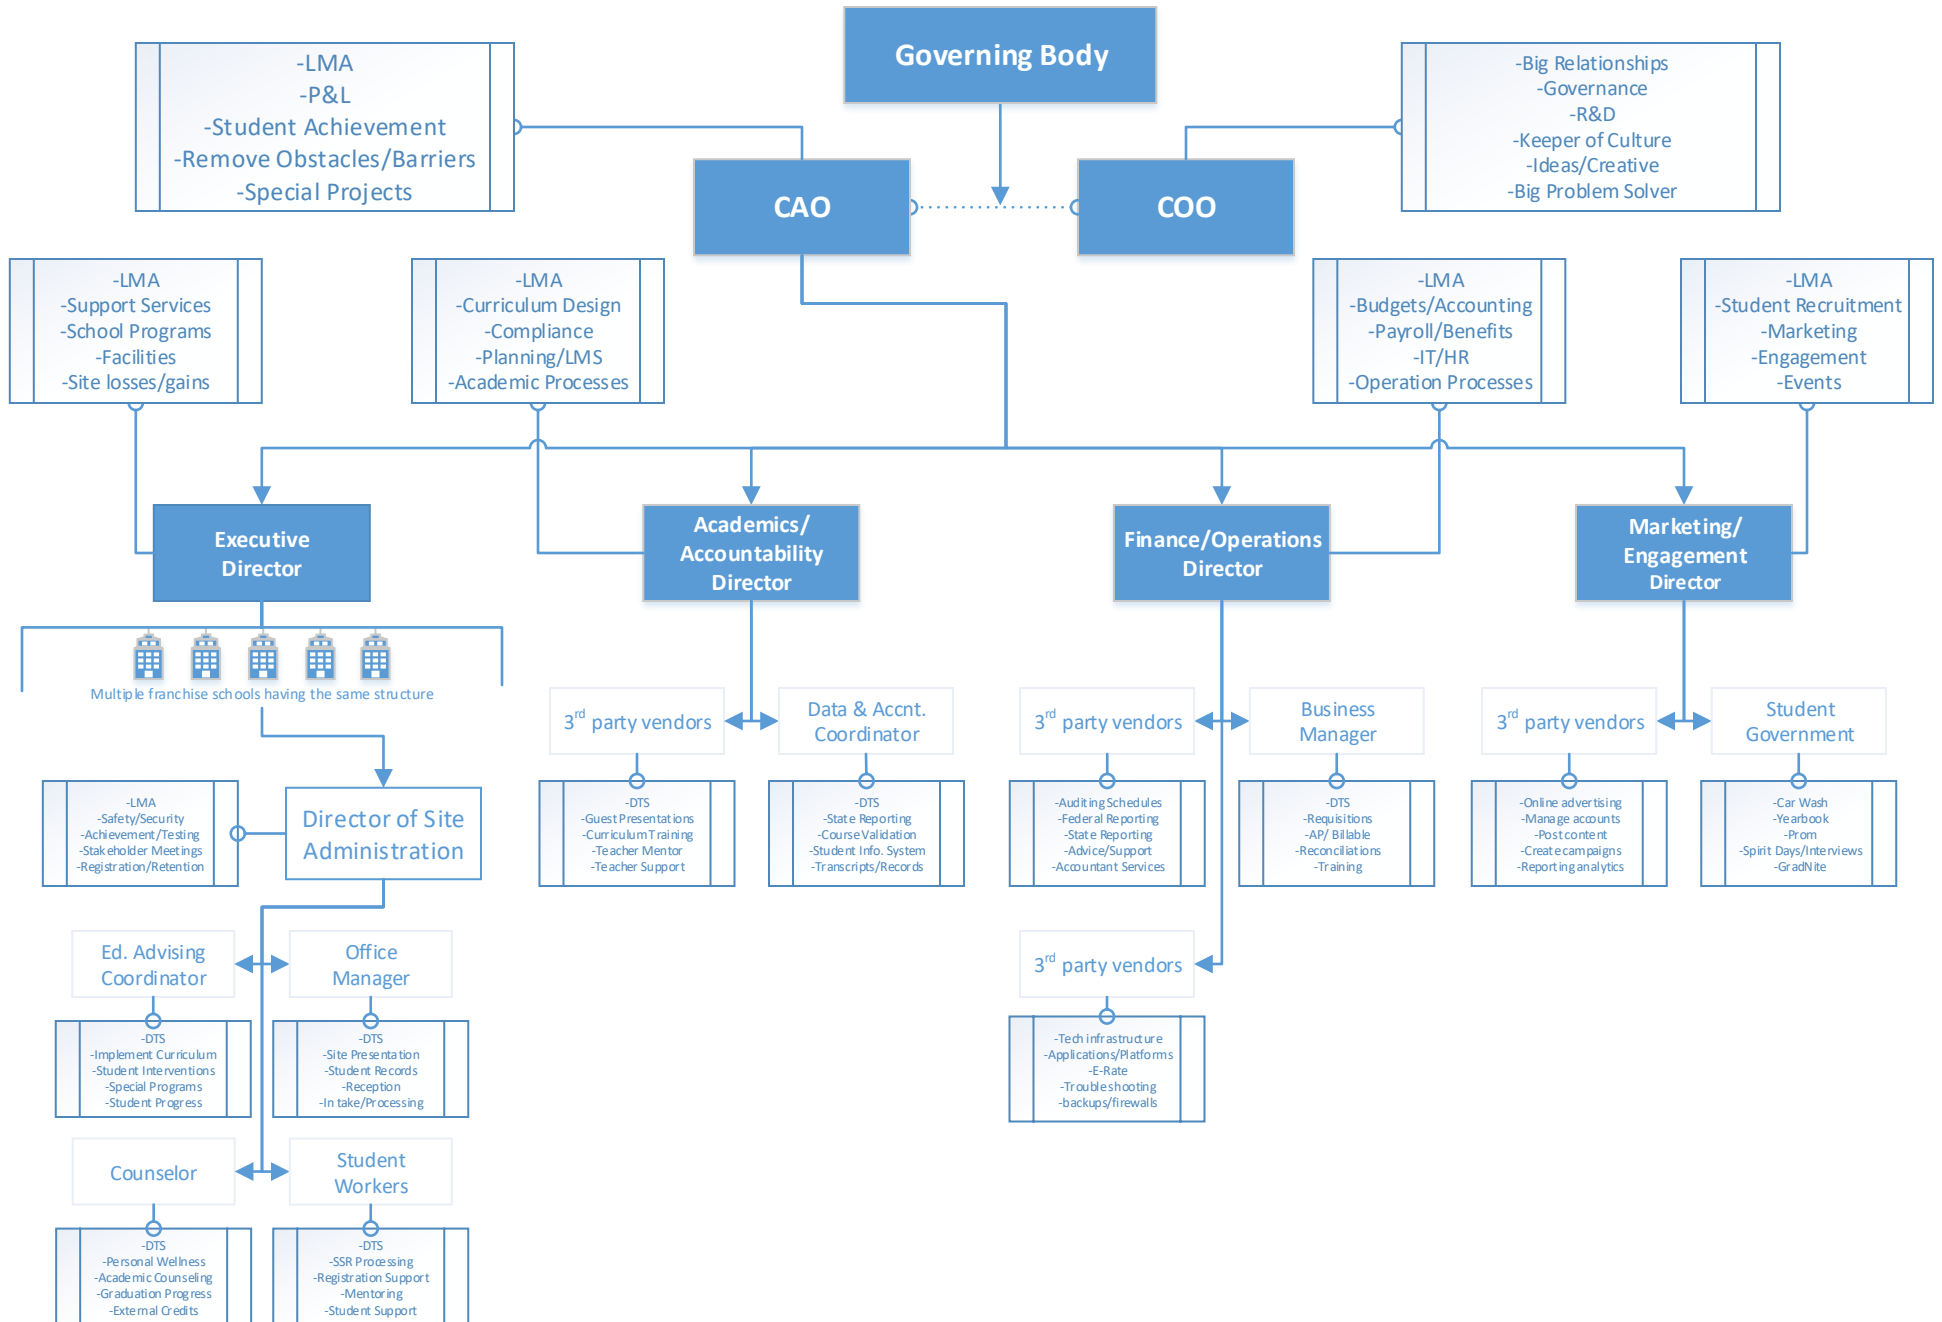 Governing Body
-LMA
-P&L
-Student Achievement
-Remove Obstacles/Barriers
-Special Projects
-Big Relationships
-Governance
-R&D
-Keeper of Culture
-Ideas/Creative
-Big Problem Solver
CAO
COO
-LMA
-Support Services
-School Programs
-Facilities
-Site losses/gains
-LMA
-Curriculum Design
-Compliance
-Planning/LMS
-Academic Processes
-LMA
-Budgets/Accounting
-Payroll/Benefits
-IT/HR
-Operation Processes
-LMA
-Student Recruitment
-Marketing
-Engagement
-Events
Executive
Director
Academics/
Accountability
Director
Finance/Operations
Director
Marketing/
Engagement
Director
Multiple franchise schools having the same structure
3rd party vendors
Data & Accnt.
Coordinator
3rd party vendors
Business
Manager
3rd party vendors
Student
Government
-LMA
-Safety/Security
-Achievement/Testing
-Stakeholder Meetings
-Registration/Retention
Director of Site
Administration
-DTS
-Guest Presentations
-Curriculum Training
-Teacher Mentor
-Teacher Support
-DTS
-State Reporting
-Course Validation
-Student Info. System
-Transcripts/Records
-Auditing Schedules
-Federal Reporting
-State Reporting
-Advice/Support
-Accountant Services
-DTS
-Requisitions
-AP/ Billable
-Reconciliations
-Training
-Online advertising
-Manage accounts
-Post content
-Create campaigns
-Reporting analytics
-Car Wash
-Yearbook
-Prom
-Spirit Days/Interviews
-GradNite
Ed. Advising
Coordinator
Office
Manager
3rd party vendors
-DTS
-Implement Curriculum
-Student Interventions
-Special Programs
-Student Progress
-DTS
-Site Presentation
-Student Records
-Reception
-In take/Processing
-Tech infrastructure
-Applications/Platforms
-E-Rate
-Troubleshooting
-backups/firewalls
Counselor
Student
Workers
-DTS
-Personal Wellness
-Academic Counseling
-Graduation Progress
-External Credits
-DTS
-SSR Processing
-Registration Support
-Mentoring
-Student Support